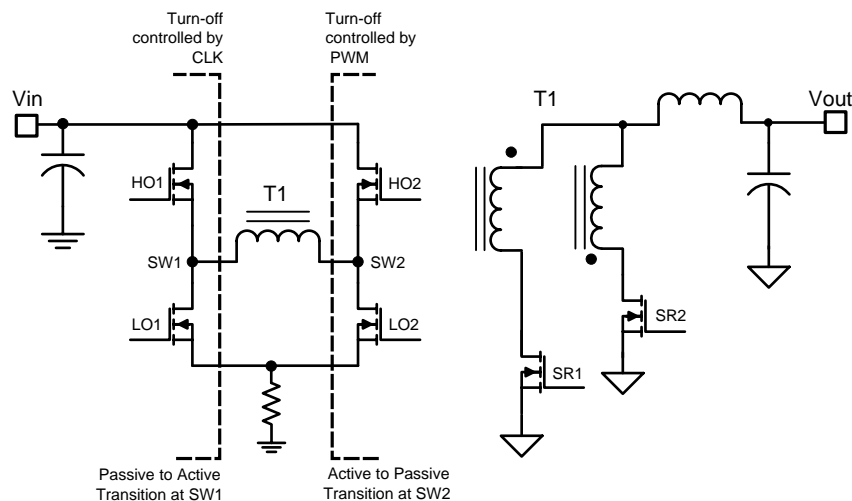 Turn-off
controlled by
CLK
Turn-off
controlled by
PWM
Vin
T1
Vout
HO1
T1
HO2
SW1
SW2
LO1
LO2
SR2
SR1
Passive to Active
Transition at SW1
Active to Passive
Transition at SW2